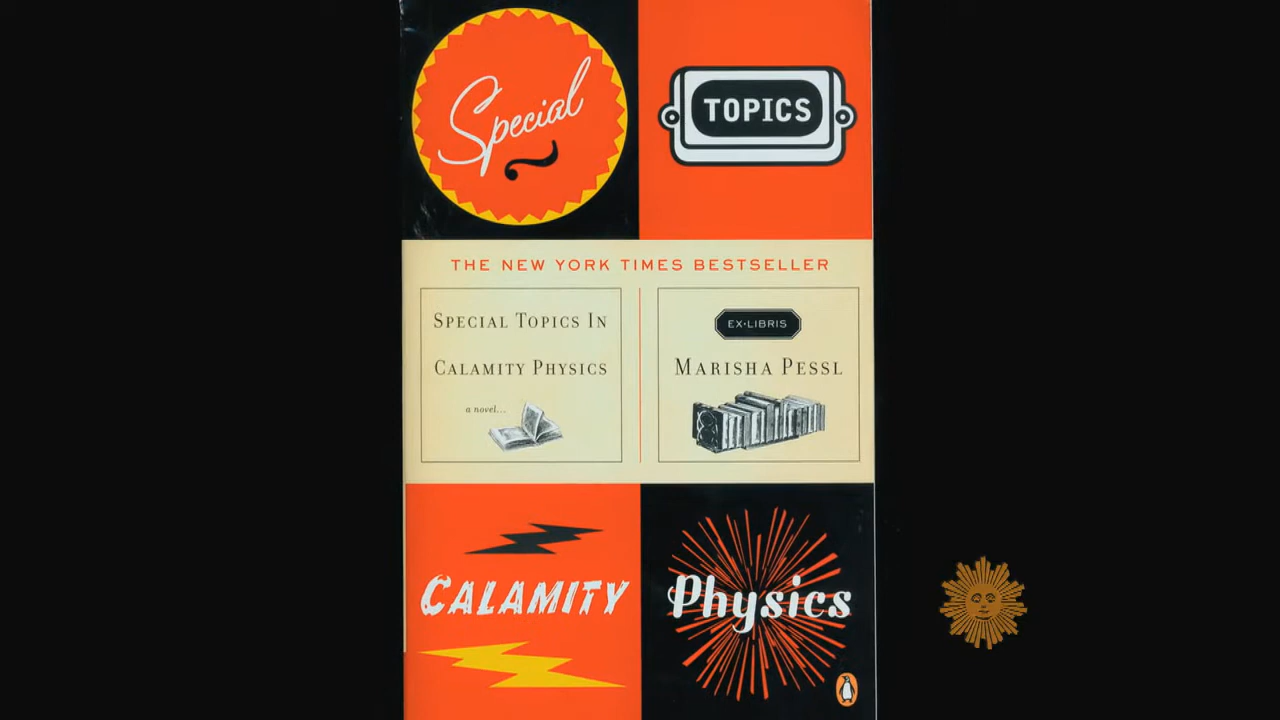 Special
TOPICS
THE NEW YORK TIMES BESTSELLER
SPECIAL TOPICS IN
CALAMITY PHYSICS
a novel...
EX·LIBRIS
MARISHA PESSL
CALAMITY
Physics